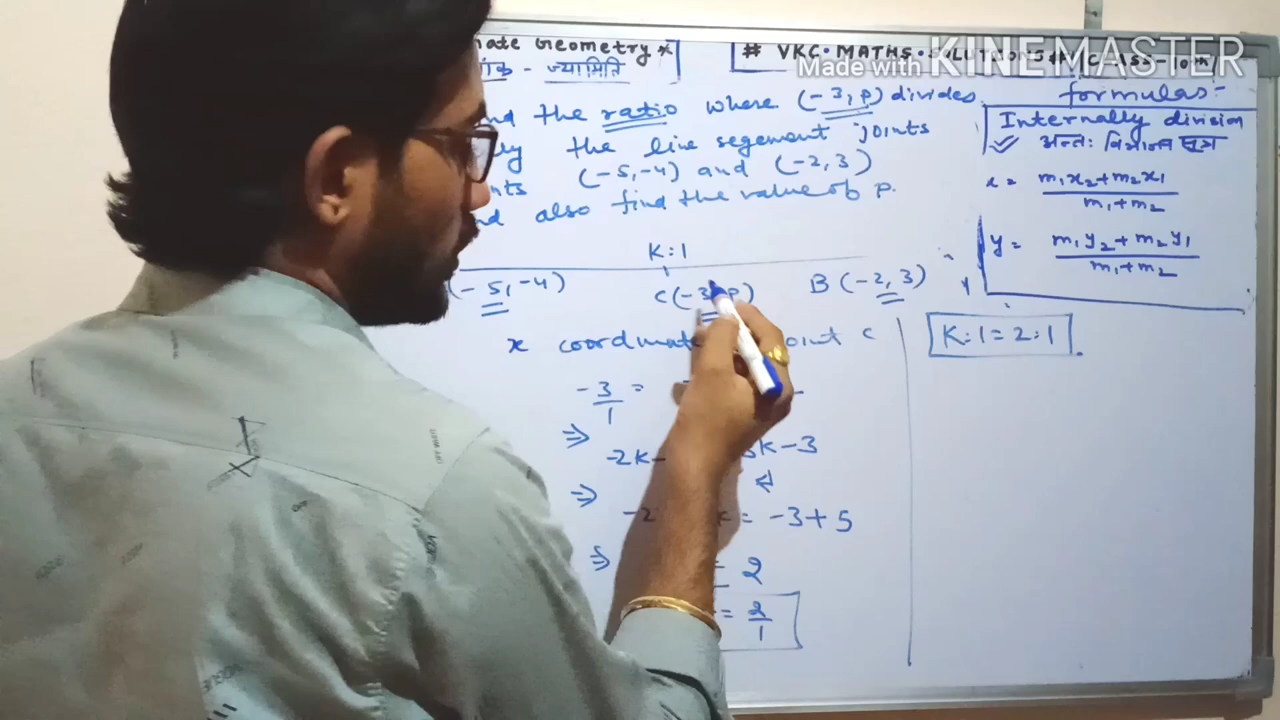 nate Geometry *
ांक - ज्यामिति
# VKC. MATHS. SOLUTIONS
Made with KINEMASTER
nd the ratio where (-3, P) divides
the line segement joints
nts (-5,-4) and (-2,3)
nd also find the value of P.
formulas-
Internally division
अन्तः विभाजन सूत्र
x = m₁x₂+m₂x₁ / m₁+m₂
y = m₁y₂+m₂y₁ / m₁+m₂
K:1
(-5,-4) C(-3, P) B(-2,3)
x coordinate point C
-3/1 =
⇒ -2K- K-3
⇒ -2 = -3+5
⇒ = 2
= 2/1
K:1=2:1